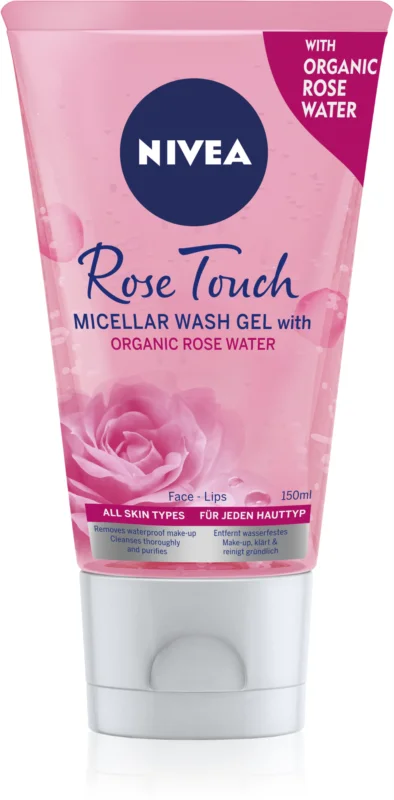 WITH
ORGANIC
ROSE
WATER
NIVEA
Rose Touch
MICELLAR WASH GEL with
ORGANIC ROSE WATER
Face - Lips
150ml
ALL SKIN TYPES
FÜR JEDEN HAUTTYP
Removes waterproof make-up
Cleanses thoroughly
and purifies
Entfernt wasserfestes
Make-up, klärt &
reinigt gründlich